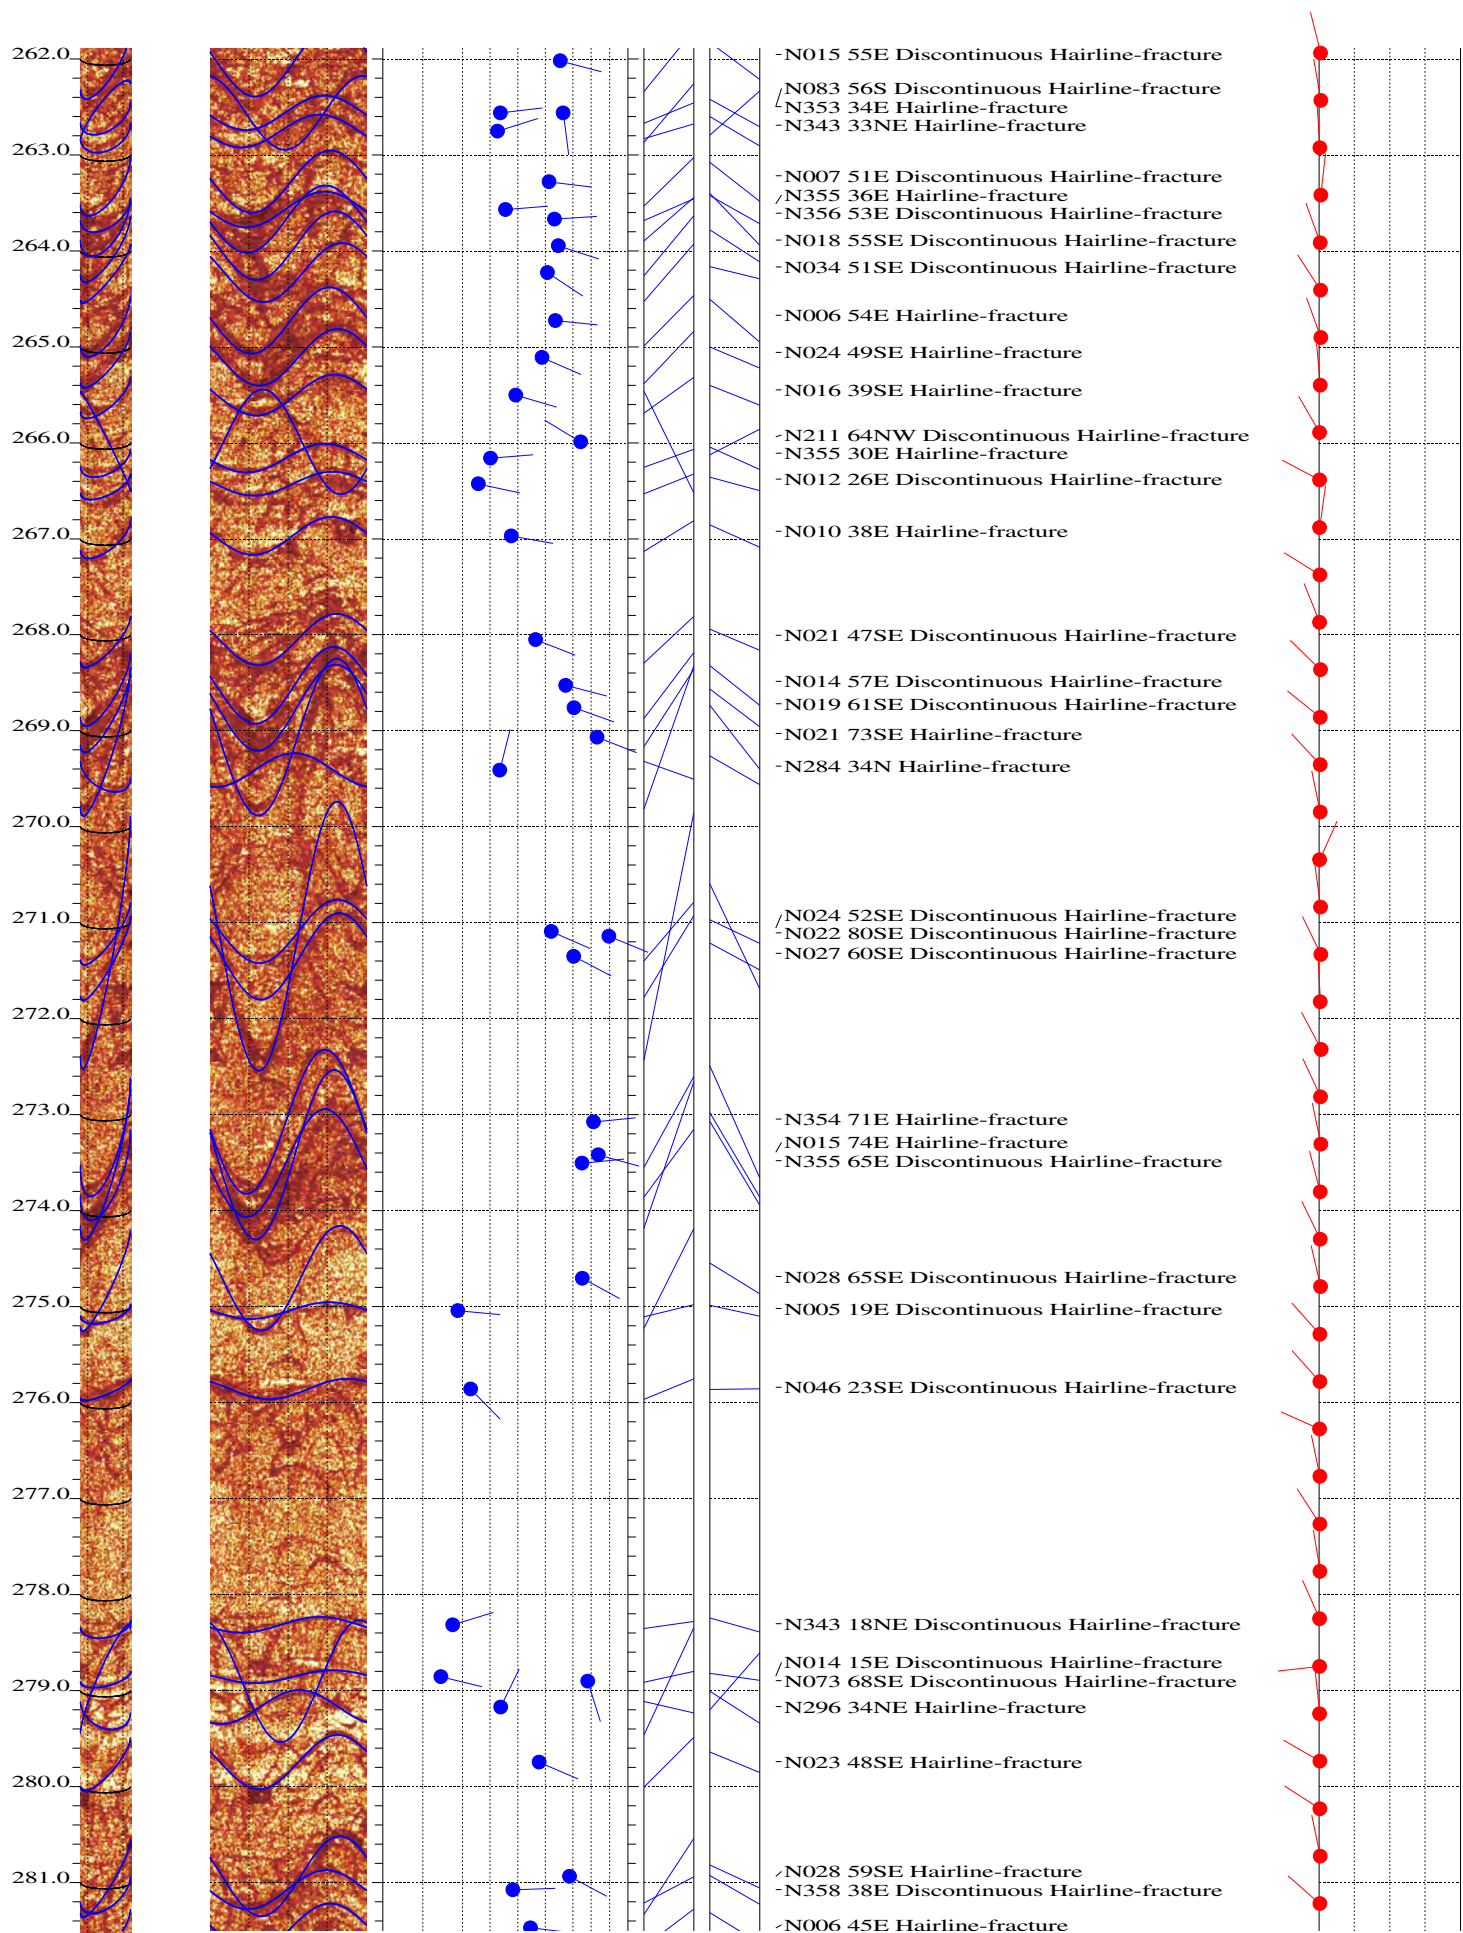 262.0
N015 55E Discontinuous Hairline-fracture
N083 56S Discontinuous Hairline-fracture
N353 34E Hairline-fracture
N343 33NE Hairline-fracture
263.0
N007 51E Discontinuous Hairline-fracture
N355 36E Hairline-fracture
N356 53E Discontinuous Hairline-fracture
N018 55SE Discontinuous Hairline-fracture
264.0
N034 51SE Discontinuous Hairline-fracture
N006 54E Hairline-fracture
265.0
N024 49SE Hairline-fracture
N016 39SE Hairline-fracture
266.0
N211 64NW Discontinuous Hairline-fracture
N355 30E Hairline-fracture
N012 26E Discontinuous Hairline-fracture
267.0
N010 38E Hairline-fracture
268.0
N021 47SE Discontinuous Hairline-fracture
N014 57E Discontinuous Hairline-fracture
N019 61SE Discontinuous Hairline-fracture
269.0
N021 73SE Hairline-fracture
N284 34N Hairline-fracture
270.0
271.0
N024 52SE Discontinuous Hairline-fracture
N022 80SE Discontinuous Hairline-fracture
N027 60SE Discontinuous Hairline-fracture
272.0
273.0
N354 71E Hairline-fracture
N015 74E Hairline-fracture
N355 65E Discontinuous Hairline-fracture
274.0
N028 65SE Discontinuous Hairline-fracture
275.0
N005 19E Discontinuous Hairline-fracture
N046 23SE Discontinuous Hairline-fracture
276.0
277.0
278.0
N343 18NE Discontinuous Hairline-fracture
N014 15E Discontinuous Hairline-fracture
279.0
N073 68SE Discontinuous Hairline-fracture
N296 34NE Hairline-fracture
N023 48SE Hairline-fracture
280.0
N028 59SE Hairline-fracture
281.0
N358 38E Discontinuous Hairline-fracture
N006 45E Hairline-fracture